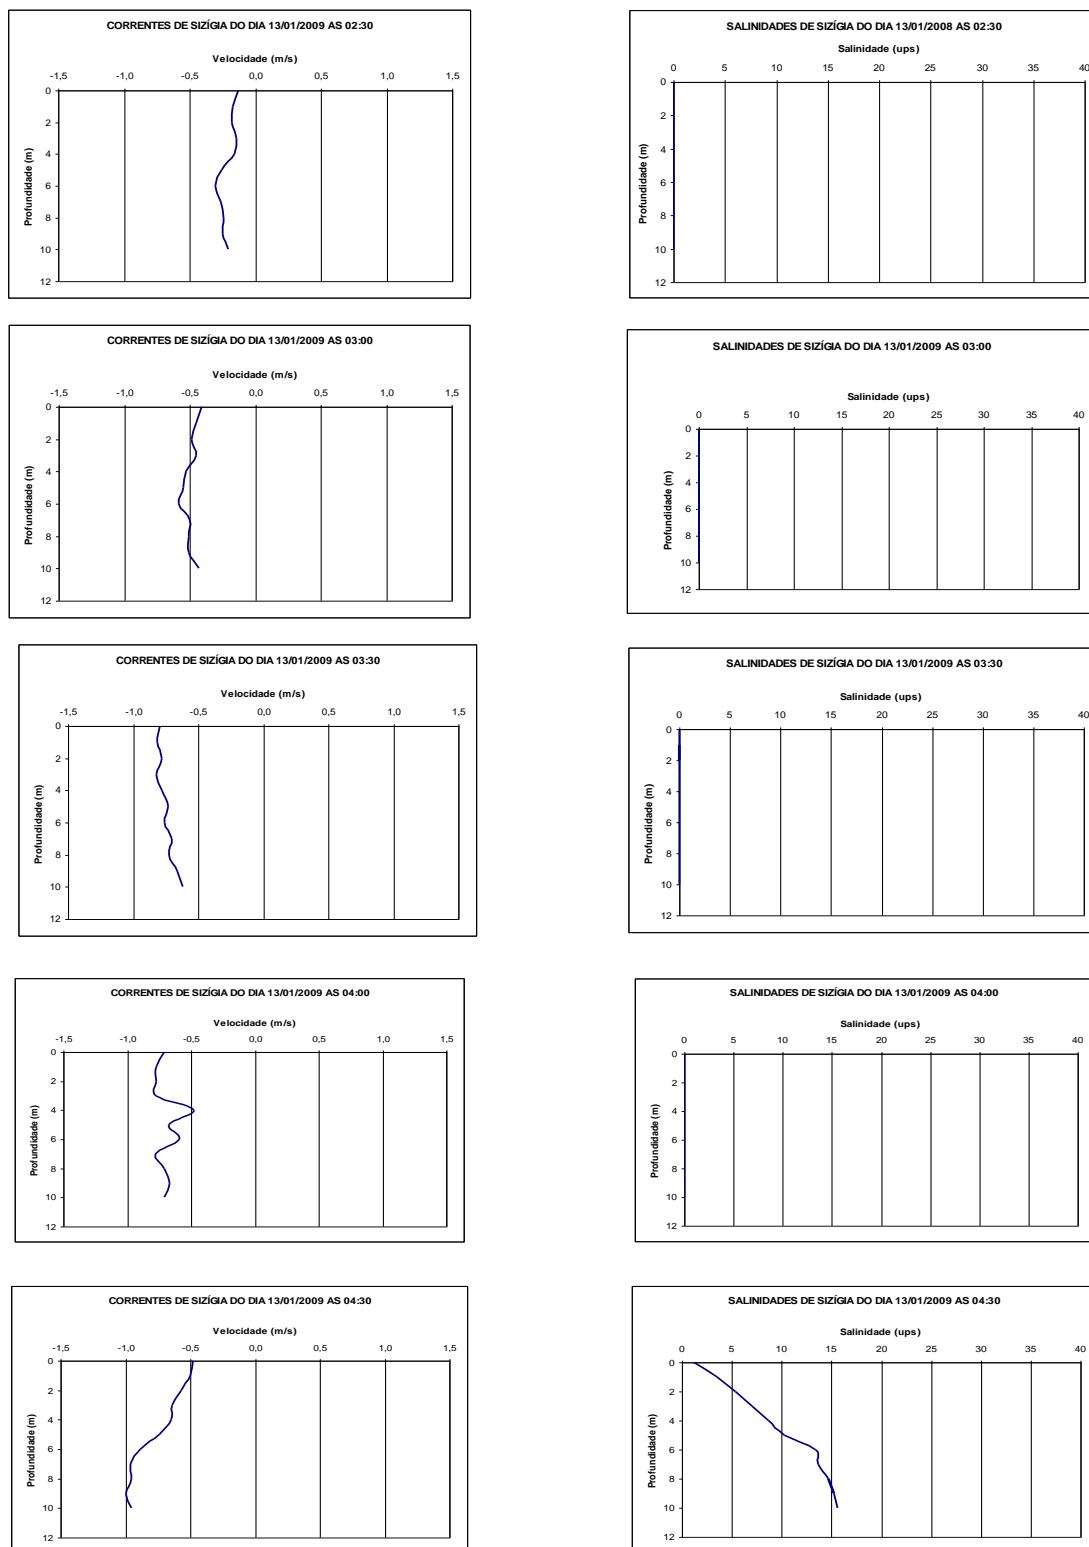 CORRENTES DE SIZÍGIA DO DIA 13/01/2009 AS 02:30
Velocidade (m/s)
-1,5 -1,0 -0,5 0,0 0,5 1,0 1,5
0
2
4
6
8
10
12
Profundidade (m)
SALINIDADES DE SIZÍGIA DO DIA 13/01/2008 AS 02:30
Salinidade (ups)
0 5 10 15 20 25 30 35 40
0
2
4
6
8
10
12
Profundidade (m)
CORRENTES DE SIZÍGIA DO DIA 13/01/2009 AS 03:00
Velocidade (m/s)
-1,5 -1,0 -0,5 0,0 0,5 1,0 1,5
0
2
4
6
8
10
12
Profundidade (m)
SALINIDADES DE SIZÍGIA DO DIA 13/01/2009 AS 03:00
Salinidade (ups)
0 5 10 15 20 25 30 35 40
0
2
4
6
8
10
12
Profundidade (m)
CORRENTES DE SIZÍGIA DO DIA 13/01/2009 AS 03:30
Velocidade (m/s)
-1,5 -1,0 -0,5 0,0 0,5 1,0 1,5
0
2
4
6
8
10
12
Profundidade (m)
SALINIDADES DE SIZÍGIA DO DIA 13/01/2009 AS 03:30
Salinidade (ups)
0 5 10 15 20 25 30 35 40
0
2
4
6
8
10
12
Profundidade (m)
CORRENTES DE SIZÍGIA DO DIA 13/01/2009 AS 04:00
Velocidade (m/s)
-1,5 -1,0 -0,5 0,0 0,5 1,0 1,5
0
2
4
6
8
10
12
Profundidade (m)
SALINIDADES DE SIZÍGIA DO DIA 13/01/2009 AS 04:00
Salinidade (ups)
0 5 10 15 20 25 30 35 40
0
2
4
6
8
10
12
Profundidade (m)
CORRENTES DE SIZÍGIA DO DIA 13/01/2009 AS 04:30
Velocidade (m/s)
-1,5 -1,0 -0,5 0,0 0,5 1,0 1,5
0
2
4
6
8
10
12
Profundidade (m)
SALINIDADES DE SIZÍGIA DO DIA 13/01/2009 AS 04:30
Salinidade (ups)
0 5 10 15 20 25 30 35 40
0
2
4
6
8
10
12
Profundidade (m)